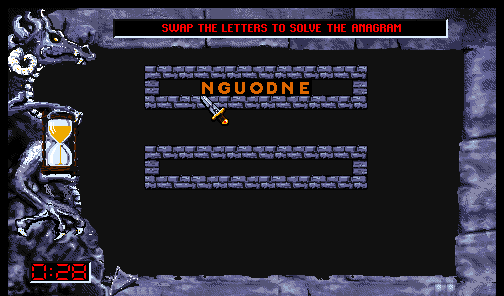 SWAP THE LETTERS TO SOLVE THE ANAGRAM
NGUODNE
0:28